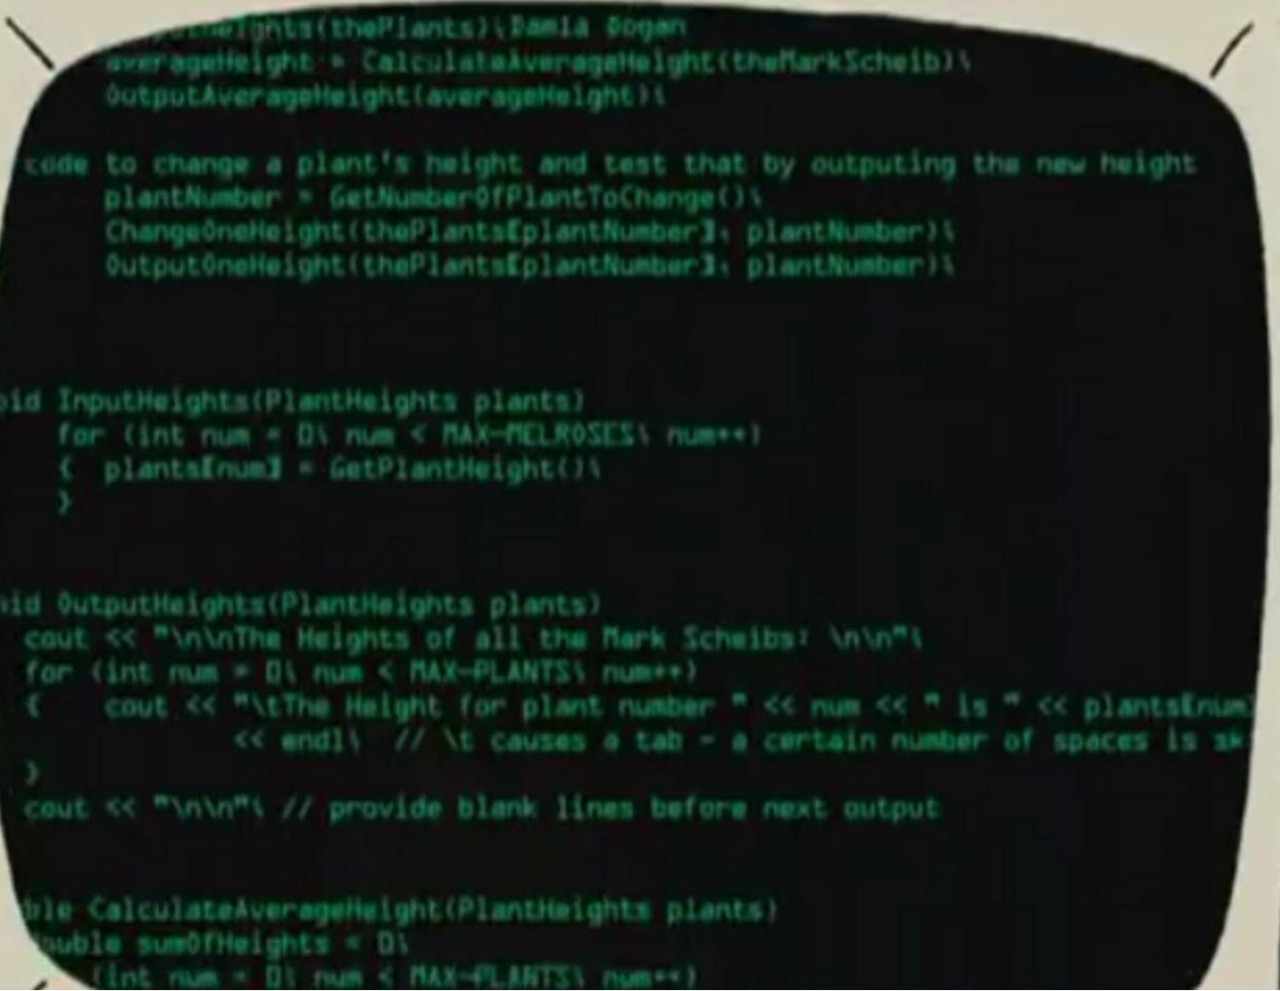 Heights(thePlants)\Damla Dogan
averageHeight = CalculateAverageHeight(theMarkScheib)\
OutputAverageHeight(averageHeight)\
code to change a plant's height and test that by outputing the new height
plantNumber = GetNumberOfPlantToChange()\
ChangeOneHeight(thePlants[plantNumber], plantNumber)\
OutputOneHeight(thePlants[plantNumber], plantNumber)\
oid InputHeights(PlantHeights plants)
for (int num = 0\ num < MAX-MELROSES\ num++)
{ plants[num] = GetPlantHeight()\
}
oid OutputHeights(PlantHeights plants)
cout << "\n\nThe Heights of all the Mark Scheibs: \n\n"\
for (int num = 0\ num < MAX-PLANTS\ num++)
{ cout << "\tThe Height for plant number " << num << " is " << plants[num]
<< endl\ // \t causes a tab - a certain number of spaces is sk
}
cout << "\n\n"\ // provide blank lines before next output
ble CalculateAverageHeight(PlantHeights plants)
ouble sumOfHeights = 0\
(int num = 0\ num < MAX-PLANTS\ num++)